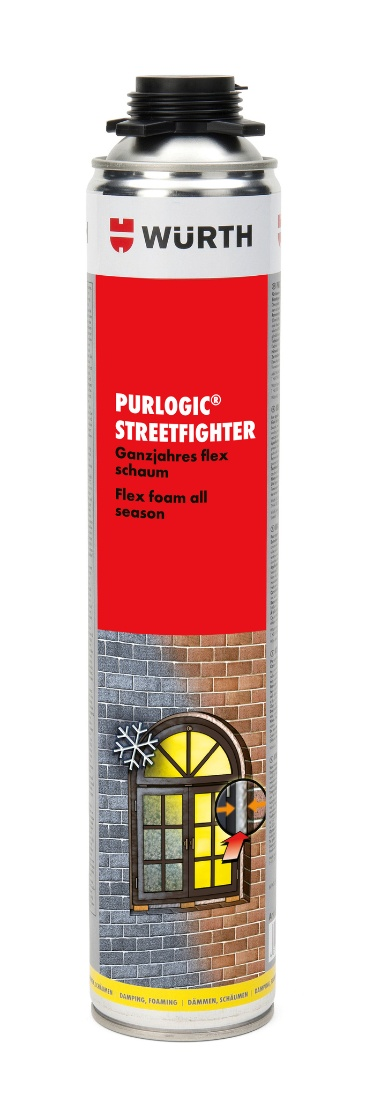 WÜRTH
PURLOGIC®
STREETFIGHTER
Ganzjahres flex
schaum
Flex foam all
season
DAMPING, FOAMING | DÄMMEN, SCHÄUMEN |